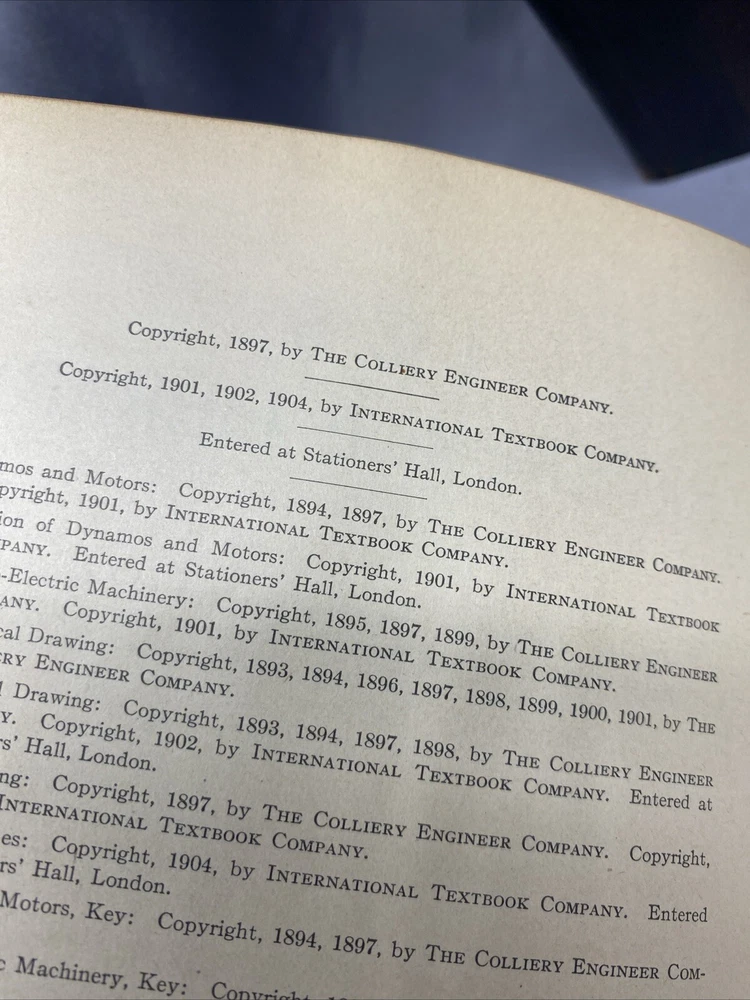 Copyright, 1897, by THE COLLIERY ENGINEER COMPANY.
Copyright, 1901, 1902, 1904, by INTERNATIONAL TEXTBOOK COMPANY.
Entered at Stationers' Hall, London.
mos and Motors: Copyright, 1894, 1897, by THE COLLIERY ENGINEER COMPANY.
pyright, 1901, by INTERNATIONAL TEXTBOOK COMPANY.
ion of Dynamos and Motors: Copyright, 1901, by INTERNATIONAL TEXTBOOK
PANY. Entered at Stationers' Hall, London.
-Electric Machinery: Copyright, 1895, 1897, 1899, by THE COLLIERY ENGINEER
ANY. Copyright, 1901, by INTERNATIONAL TEXTBOOK COMPANY.
cal Drawing: Copyright, 1893, 1894, 1896, 1897, 1898, 1899, 1900, 1901, by THE
ERY ENGINEER COMPANY.
l Drawing: Copyright, 1893, 1894, 1897, 1898, by THE COLLIERY ENGINEER
Y. Copyright, 1902, by INTERNATIONAL TEXTBOOK COMPANY. Entered at
rs' Hall, London.
ng: Copyright, 1897, by THE COLLIERY ENGINEER COMPANY. Copyright,
INTERNATIONAL TEXTBOOK COMPANY.
es: Copyright, 1904, by INTERNATIONAL TEXTBOOK COMPANY. Entered
rs' Hall, London.
Motors, Key: Copyright, 1894, 1897, by THE COLLIERY ENGINEER COM-
c Machinery, Key: Copyright,